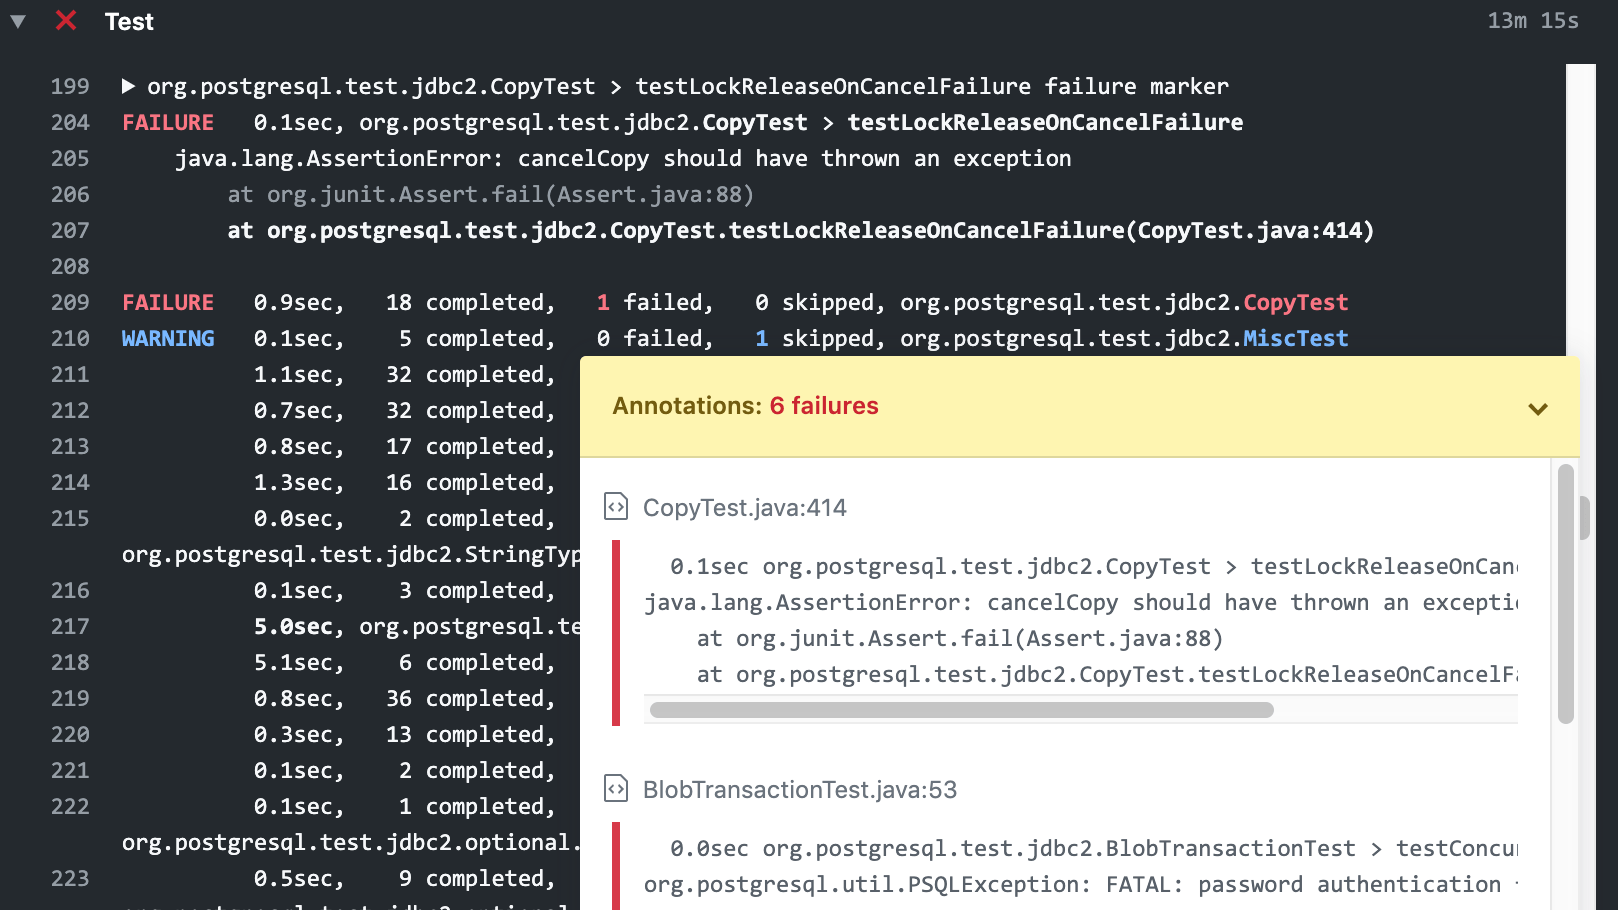 Test 13m 15s
199 org.postgresql.test.jdbc2.CopyTest > testLockReleaseOnCancelFailure failure marker
204 FAILURE 0.1sec, org.postgresql.test.jdbc2.CopyTest > testLockReleaseOnCancelFailure
205 java.lang.AssertionError: cancelCopy should have thrown an exception
206 at org.junit.Assert.fail(Assert.java:88)
207 at org.postgresql.test.jdbc2.CopyTest.testLockReleaseOnCancelFailure(CopyTest.java:414)
208
209 FAILURE 0.9sec, 18 completed, 1 failed, 0 skipped, org.postgresql.test.jdbc2.CopyTest
210 WARNING 0.1sec, 5 completed, 0 failed, 1 skipped, org.postgresql.test.jdbc2.MiscTest
211 1.1sec, 32 completed,
212 0.7sec, 32 completed,
213 0.8sec, 17 completed,
214 1.3sec, 16 completed,
215 0.0sec, 2 completed,
org.postgresql.test.jdbc2.StringTyp
216 0.1sec, 3 completed,
217 5.0sec, org.postgresql.te
218 5.1sec, 6 completed,
219 0.8sec, 36 completed,
220 0.3sec, 13 completed,
221 0.1sec, 2 completed,
222 0.1sec, 1 completed,
org.postgresql.test.jdbc2.optional.
223 0.5sec, 9 completed,
Annotations: 6 failures
CopyTest.java:414
0.1sec org.postgresql.test.jdbc2.CopyTest > testLockReleaseOnCan
java.lang.AssertionError: cancelCopy should have thrown an excepti
at org.junit.Assert.fail(Assert.java:88)
at org.postgresql.test.jdbc2.CopyTest.testLockReleaseOnCancelF
BlobTransactionTest.java:53
0.0sec org.postgresql.test.jdbc2.BlobTransactionTest > testConcu
org.postgresql.util.PSQLException: FATAL: password authentication